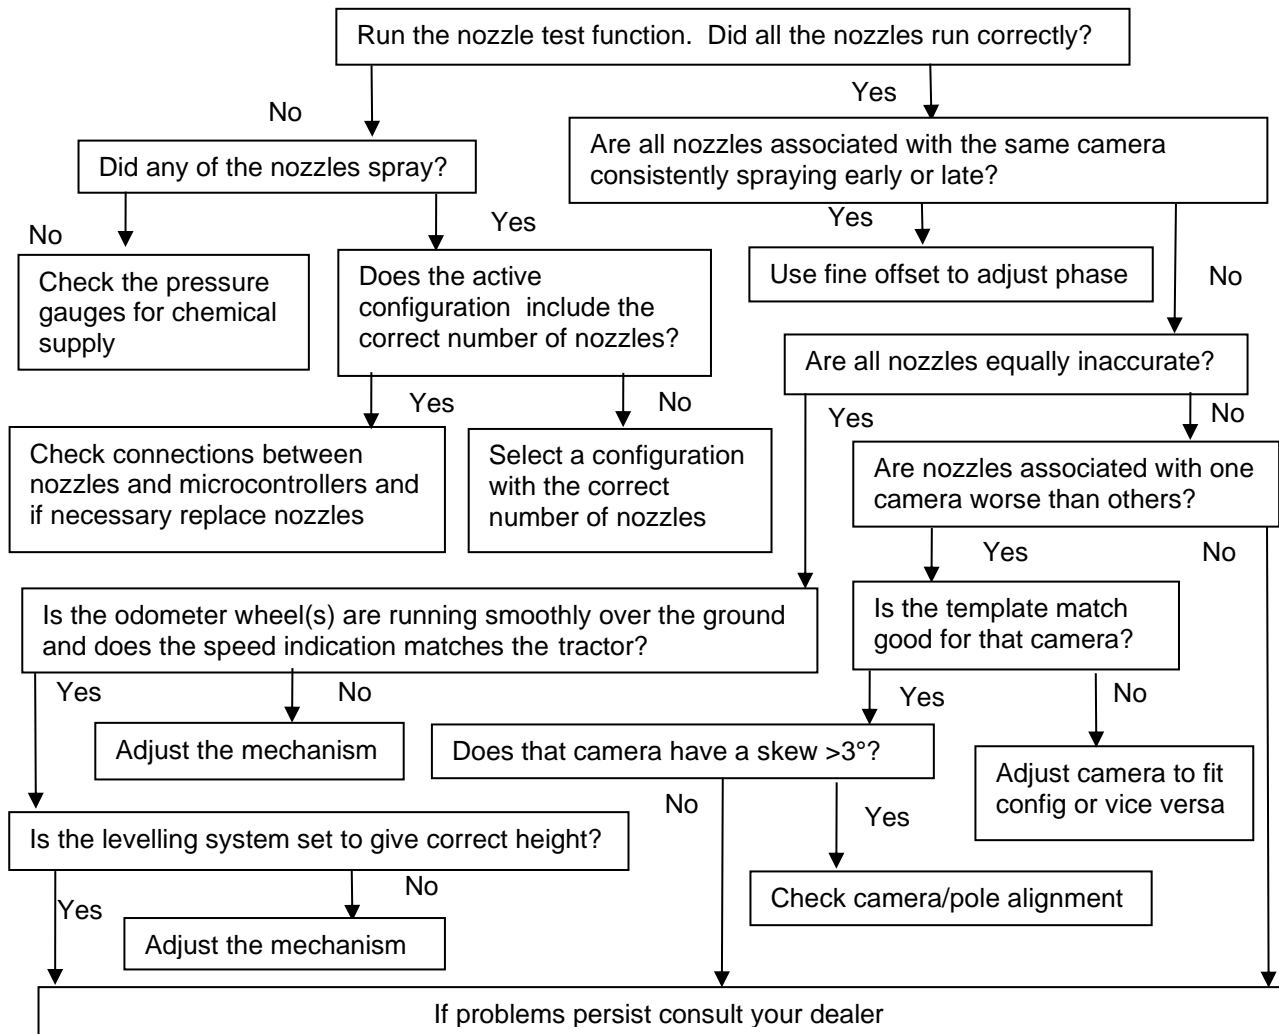 Run the nozzle test function.  Did all the nozzles run correctly?
No
Yes
Did any of the nozzles spray?
Are all nozzles associated with the same camera
consistently spraying early or late?
No
Yes
Yes
No
Check the pressure
gauges for chemical
supply
Does the active
configuration  include the
correct number of nozzles?
Use fine offset to adjust phase
Are all nozzles equally inaccurate?
Yes
No
Yes
No
Check connections between
nozzles and microcontrollers and
if necessary replace nozzles
Select a configuration
with the correct
number of nozzles
Are nozzles associated with one
camera worse than others?
Yes
No
Is the odometer wheel(s) are running smoothly over the ground
and does the speed indication matches the tractor?
Is the template match
good for that camera?
Yes
No
Yes
No
Adjust the mechanism
Does that camera have a skew >3°?
Adjust camera to fit
config or vice versa
No
Yes
Is the levelling system set to give correct height?
Yes
No
Check camera/pole alignment
Adjust the mechanism
If problems persist consult your dealer